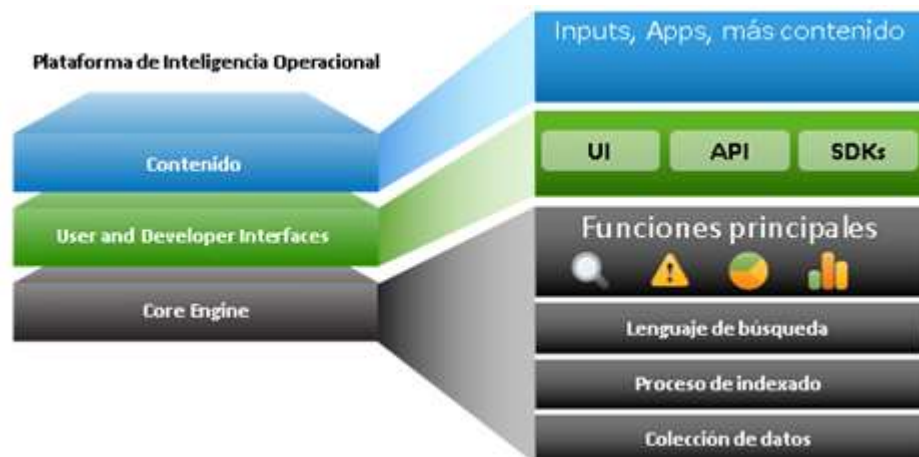 Plataforma de Inteligencia Operacional
Contenido
User and Developer Interfaces
Core Engine
Inputs, Apps, más contenido
UI
API
SDKs
Funciones principales
Lenguaje de búsqueda
Proceso de indexado
Colección de datos